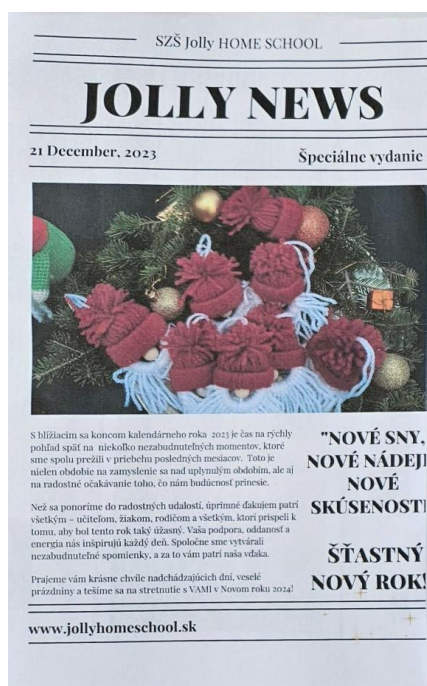 SZŠ Jolly HOME SCHOOL
JOLLY NEWS
21 December, 2023
Špeciálne vydanie
S blížiacim sa koncom kalendárneho roka 2023 je čas na rýchly
pohľad späť na niekoľko nezabudnuteľných momentov, ktoré
sme spolu prežili v priebehu posledných mesiacov. Toto je
nielen obdobie na zamyslenie sa nad uplynulým obdobím, ale aj
na radostné očakávanie toho, čo nám budúcnosť prinesie.
Než sa ponoríme do radostných udalostí, úprimné ďakujem patrí
všetkým – učiteľom, žiakom, rodičom a všetkým, ktorí prispeli k
tomu, aby bol tento rok taký úžasný. Vaša podpora, oddanosť a
energia nás inšpirujú každý deň. Spoločne sme vytvárali
nezabudnuteľné spomienky, a za to vám patrí naša vďaka.
Prajeme vám krásne chvíle nadchádzajúcich dní, veselé
prázdniny a tešíme sa na stretnutie s VAMI v Novom roku 2024!
"NOVÉ SNY,
NOVÉ NÁDEJ
NOVÉ
SKÚSENOST
ŠŤASTNÝ
NOVÝ ROK!
www.jollyhomeschool.sk